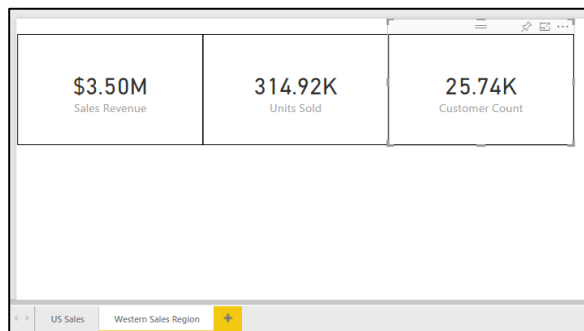 $3.50M
Sales Revenue
314.92K
Units Sold
25.74K
Customer Count
US Sales
Western Sales Region
+